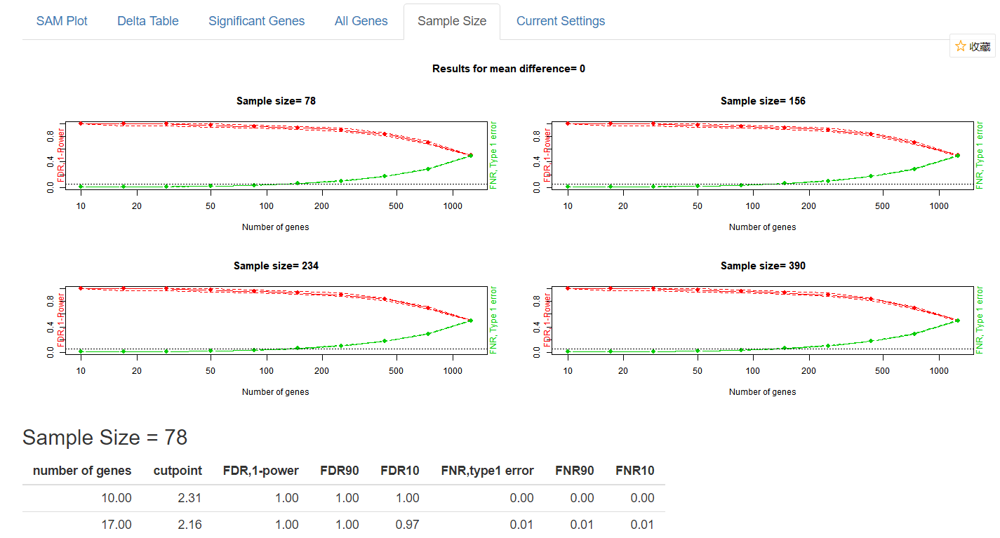 SAM Plot Delta Table Significant Genes All Genes Sample Size Current Settings
收藏
Results for mean difference= 0
Sample size= 78
FDR, 1-Power
0.0 0.4 0.8
FNR, Type 1 error
10 20 50 100 200 500 1000
Number of genes
Sample size= 156
FDR, 1-Power
0.0 0.4 0.8
FNR, Type 1 error
10 20 50 100 200 500 1000
Number of genes
Sample size= 234
FDR, 1-Power
0.0 0.4 0.8
FNR, Type 1 error
10 20 50 100 200 500 1000
Number of genes
Sample size= 390
FDR, 1-Power
0.0 0.4 0.8
FNR, Type 1 error
10 20 50 100 200 500 1000
Number of genes
Sample Size = 78
number of genes cutpoint FDR,1-power FDR90 FDR10 FNR,type1 error FNR90 FNR10
10.00 2.31 1.00 1.00 1.00 0.00 0.00 0.00
17.00 2.16 1.00 1.00 0.97 0.01 0.01 0.01